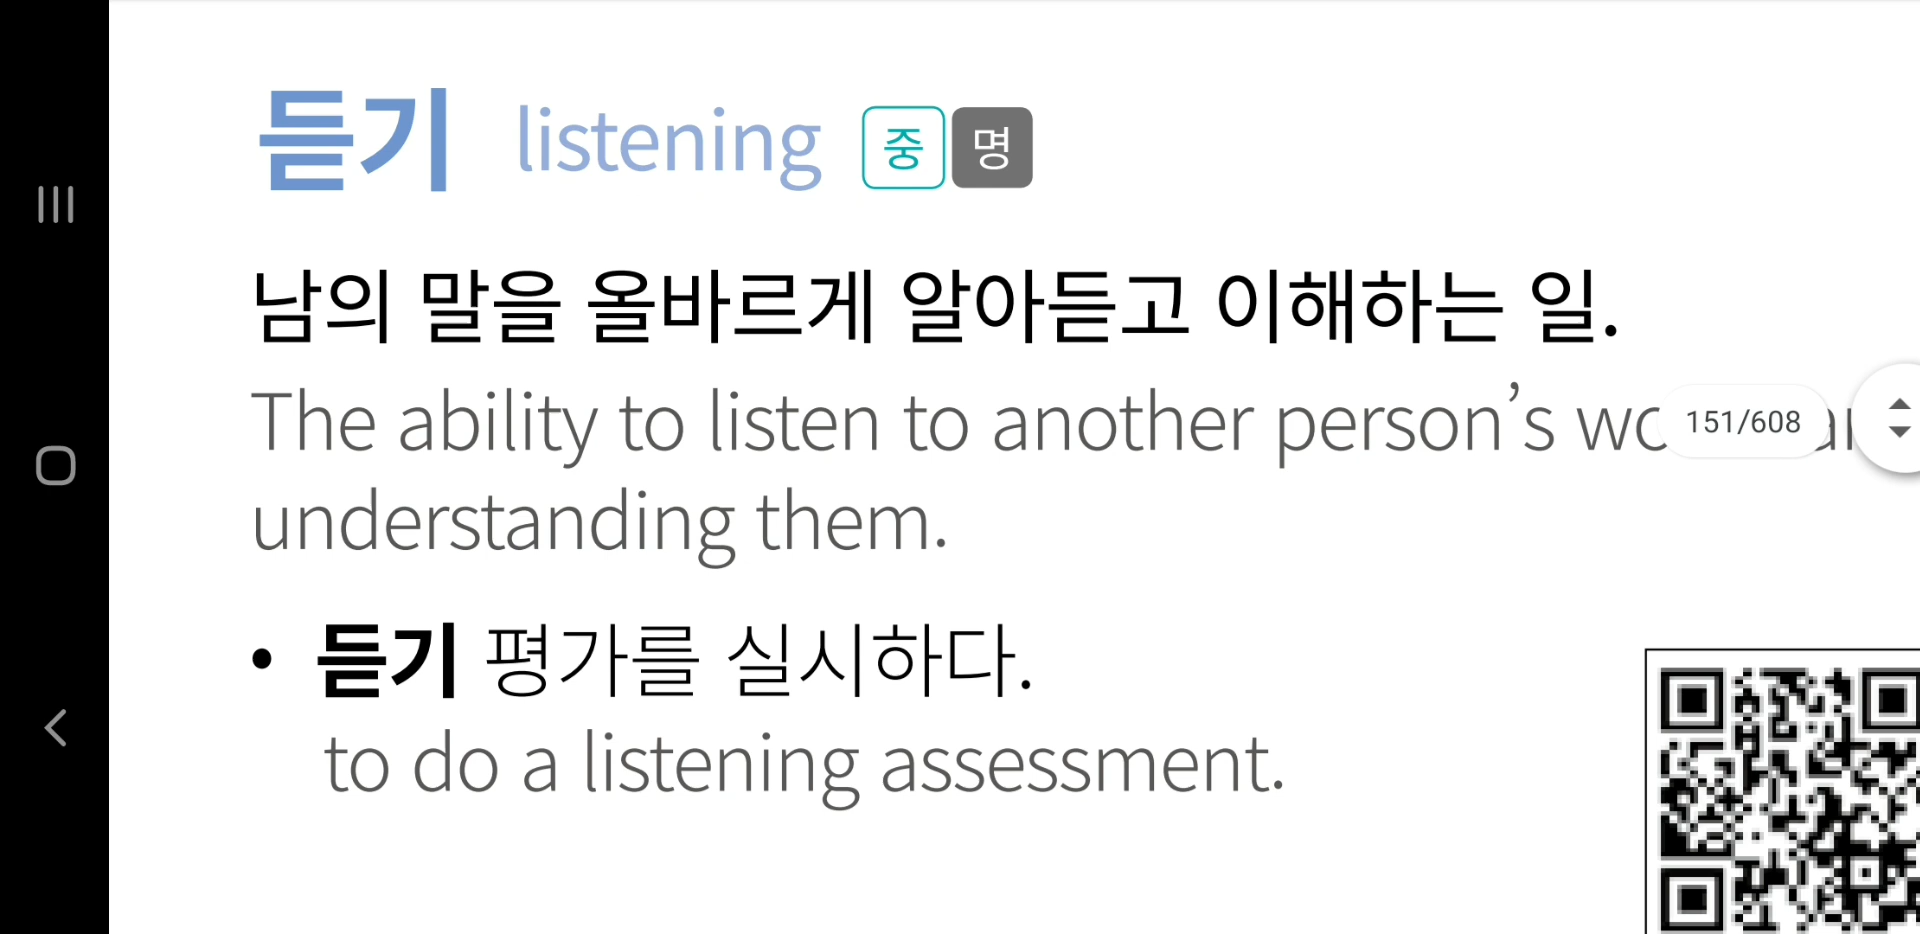 듣기 listening 중 명
남의 말을 올바르게 알아듣고 이해하는 일.
The ability to listen to another person’s
151/608
understanding them.
• 듣기 평가를 실시하다.
to do a listening assessment.